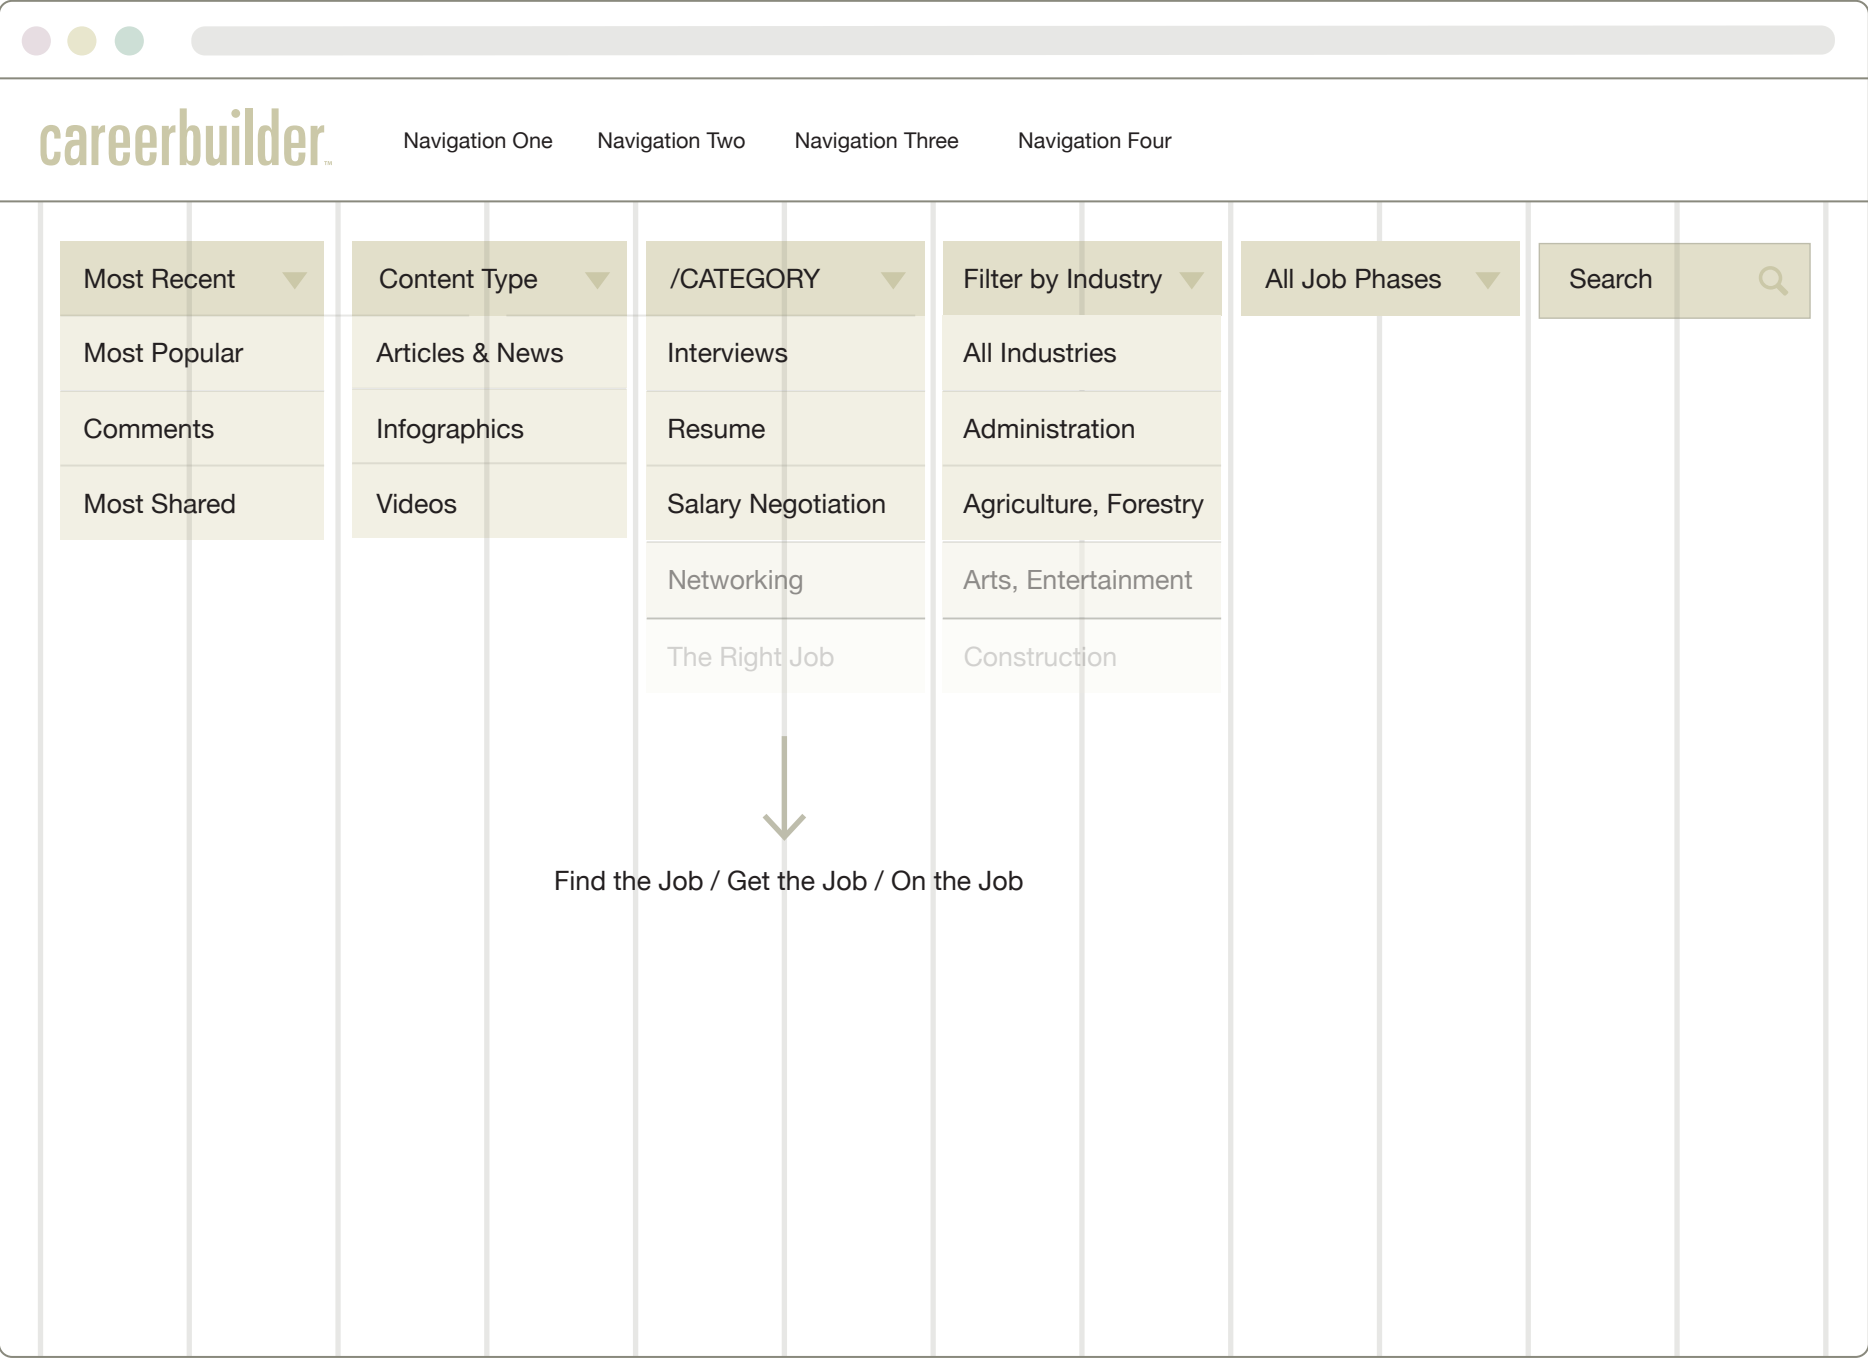 careerbuilder™
Navigation One
Navigation Two
Navigation Three
Navigation Four
Most Recent
Most Popular
Comments
Most Shared
Content Type
Articles & News
Infographics
Videos
/CATEGORY
Interviews
Resume
Salary Negotiation
Networking
The Right Job
Filter by Industry
All Industries
Administration
Agriculture, Forestry
Arts, Entertainment
Construction
All Job Phases
Search
Find the Job / Get the Job / On the Job